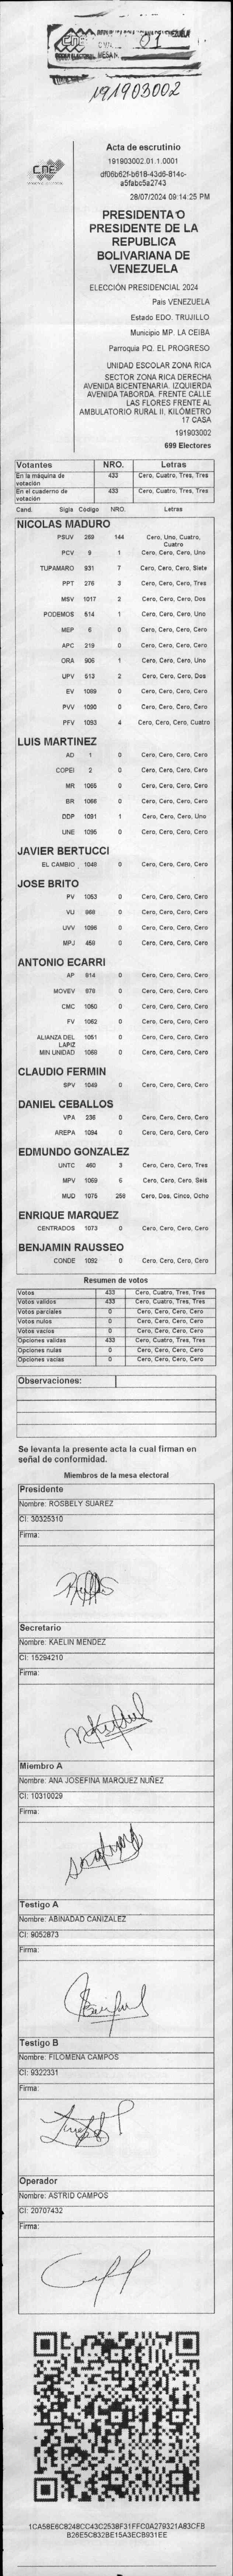 CNE
01
MESA
191903002
CNE
Acta de escrutinio
191903002.01.1.0001
df06b62f-b618-43d6-814c-
a5fabc5a2743
28/07/2024 09:14:25 PM
PRESIDENTA O
PRESIDENTE DE LA
REPUBLICA
BOLIVARIANA DE
VENEZUELA
ELECCIÓN PRESIDENCIAL 2024
País VENEZUELA
Estado EDO. TRUJILLO
Municipio MP. LA CEIBA
Parroquia PQ. EL PROGRESO
UNIDAD ESCOLAR ZONA RICA
SECTOR ZONA RICA DERECHA
AVENIDA BICENTENARIA. IZQUIERDA
AVENIDA TABORDA. FRENTE CALLE
LAS FLORES FRENTE AL
AMBULATORIO RURAL II. KILÓMETRO
17 CASA
191903002
699 Electores
Votantes NRO. Letras
En la máquina de votación 433 Cero, Cuatro, Tres, Tres
En el cuaderno de votación 433 Cero, Cuatro, Tres, Tres
Cand. Sigla Código NRO. Letras
NICOLAS MADURO
PSUV 269 144 Cero, Uno, Cuatro, Cuatro
PCV 9 1 Cero, Cero, Cero, Uno
TUPAMARO 931 7 Cero, Cero, Cero, Siete
PPT 276 3 Cero, Cero, Cero, Tres
MSV 1017 2 Cero, Cero, Cero, Dos
PODEMOS 514 1 Cero, Cero, Cero, Uno
MEP 6 0 Cero, Cero, Cero, Cero
APC 219 0 Cero, Cero, Cero, Cero
ORA 906 1 Cero, Cero, Cero, Uno
UPV 513 2 Cero, Cero, Cero, Dos
EV 1089 0 Cero, Cero, Cero, Cero
PVV 1090 0 Cero, Cero, Cero, Cero
PFV 1093 4 Cero, Cero, Cero, Cuatro
LUIS MARTINEZ
AD 1 0 Cero, Cero, Cero, Cero
COPEI 2 0 Cero, Cero, Cero, Cero
MR 1065 0 Cero, Cero, Cero, Cero
BR 1066 0 Cero, Cero, Cero, Cero
DDP 1091 1 Cero, Cero, Cero, Uno
UNE 1095 0 Cero, Cero, Cero, Cero
JAVIER BERTUCCI
EL CAMBIO 1048 0 Cero, Cero, Cero, Cero
JOSE BRITO
PV 1053 0 Cero, Cero, Cero, Cero
VU 968 0 Cero, Cero, Cero, Cero
UVV 1096 0 Cero, Cero, Cero, Cero
MPJ 459 0 Cero, Cero, Cero, Cero
ANTONIO ECARRI
AP 914 0 Cero, Cero, Cero, Cero
MOVEV 979 0 Cero, Cero, Cero, Cero
CMC 1060 0 Cero, Cero, Cero, Cero
FV 1062 0 Cero, Cero, Cero, Cero
ALIANZA DEL LAPIZ 1051 0 Cero, Cero, Cero, Cero
MIN UNIDAD 1068 0 Cero, Cero, Cero, Cero
CLAUDIO FERMIN
SPV 1049 0 Cero, Cero, Cero, Cero
DANIEL CEBALLOS
VPA 236 0 Cero, Cero, Cero, Cero
AREPA 1094 0 Cero, Cero, Cero, Cero
EDMUNDO GONZALEZ
UNTC 460 3 Cero, Cero, Cero, Tres
MPV 1069 6 Cero, Cero, Cero, Seis
MUD 1075 258 Cero, Dos, Cinco, Ocho
ENRIQUE MARQUEZ
CENTRADOS 1073 0 Cero, Cero, Cero, Cero
BENJAMIN RAUSSEO
CONDE 1092 0 Cero, Cero, Cero, Cero
Resumen de votos
Votos 433 Cero, Cuatro, Tres, Tres
Votos válidos 433 Cero, Cuatro, Tres, Tres
Votos parciales 0 Cero, Cero, Cero, Cero
Votos nulos 0 Cero, Cero, Cero, Cero
Votos vacíos 0 Cero, Cero, Cero, Cero
Opciones válidas 433 Cero, Cuatro, Tres, Tres
Opciones nulas 0 Cero, Cero, Cero, Cero
Opciones vacías 0 Cero, Cero, Cero, Cero
Observaciones:
Se levanta la presente acta la cual firman en
señal de conformidad.
Miembros de la mesa electoral
Presidente
Nombre: ROSBELY SUAREZ
CI: 30325310
Firma:
Secretario
Nombre: KAELIN MENDEZ
CI: 15294210
Firma:
Miembro A
Nombre: ANA JOSEFINA MARQUEZ NUÑEZ
CI: 10310029
Firma:
Testigo A
Nombre: ABINADAD CAÑIZALEZ
CI: 9052873
Firma:
Testigo B
Nombre: FILOMENA CAMPOS
CI: 9322331
Firma:
Operador
Nombre: ASTRID CAMPOS
CI: 20707432
Firma:
1CA58E6C8248CC43C2538F31FFC0A279321A83CFB
B26E5C832BE15A3ECB931EE